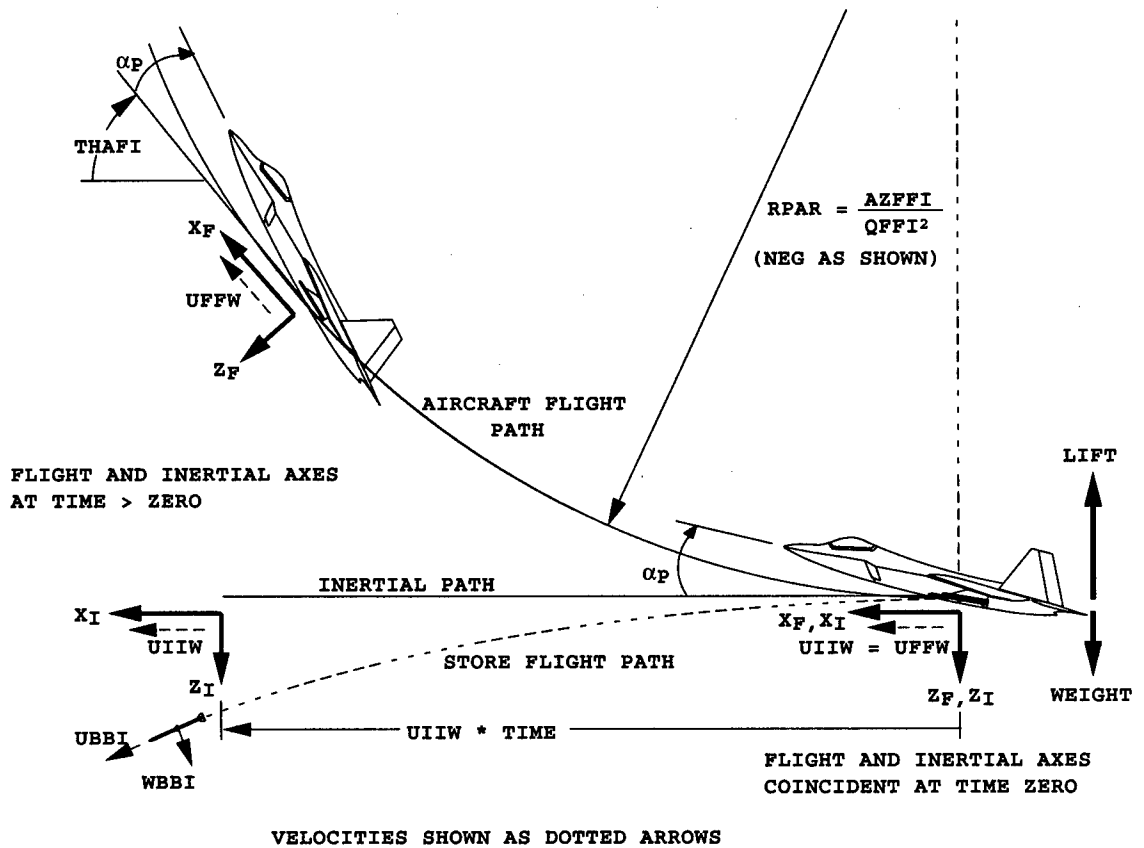 αP
THAFI
XF
UFFW
ZF
RPAR = AZFFI / QFFI²
(NEG AS SHOWN)
AIRCRAFT FLIGHT
PATH
LIFT
FLIGHT AND INERTIAL AXES
AT TIME > ZERO
αP
INERTIAL PATH
XI
UIIW
XF,XI
UIIW = UFFW
STORE FLIGHT PATH
ZI
ZF,ZI
WEIGHT
UBBI
UIIW * TIME
WBBI
FLIGHT AND INERTIAL AXES
COINCIDENT AT TIME ZERO
VELOCITIES SHOWN AS DOTTED ARROWS